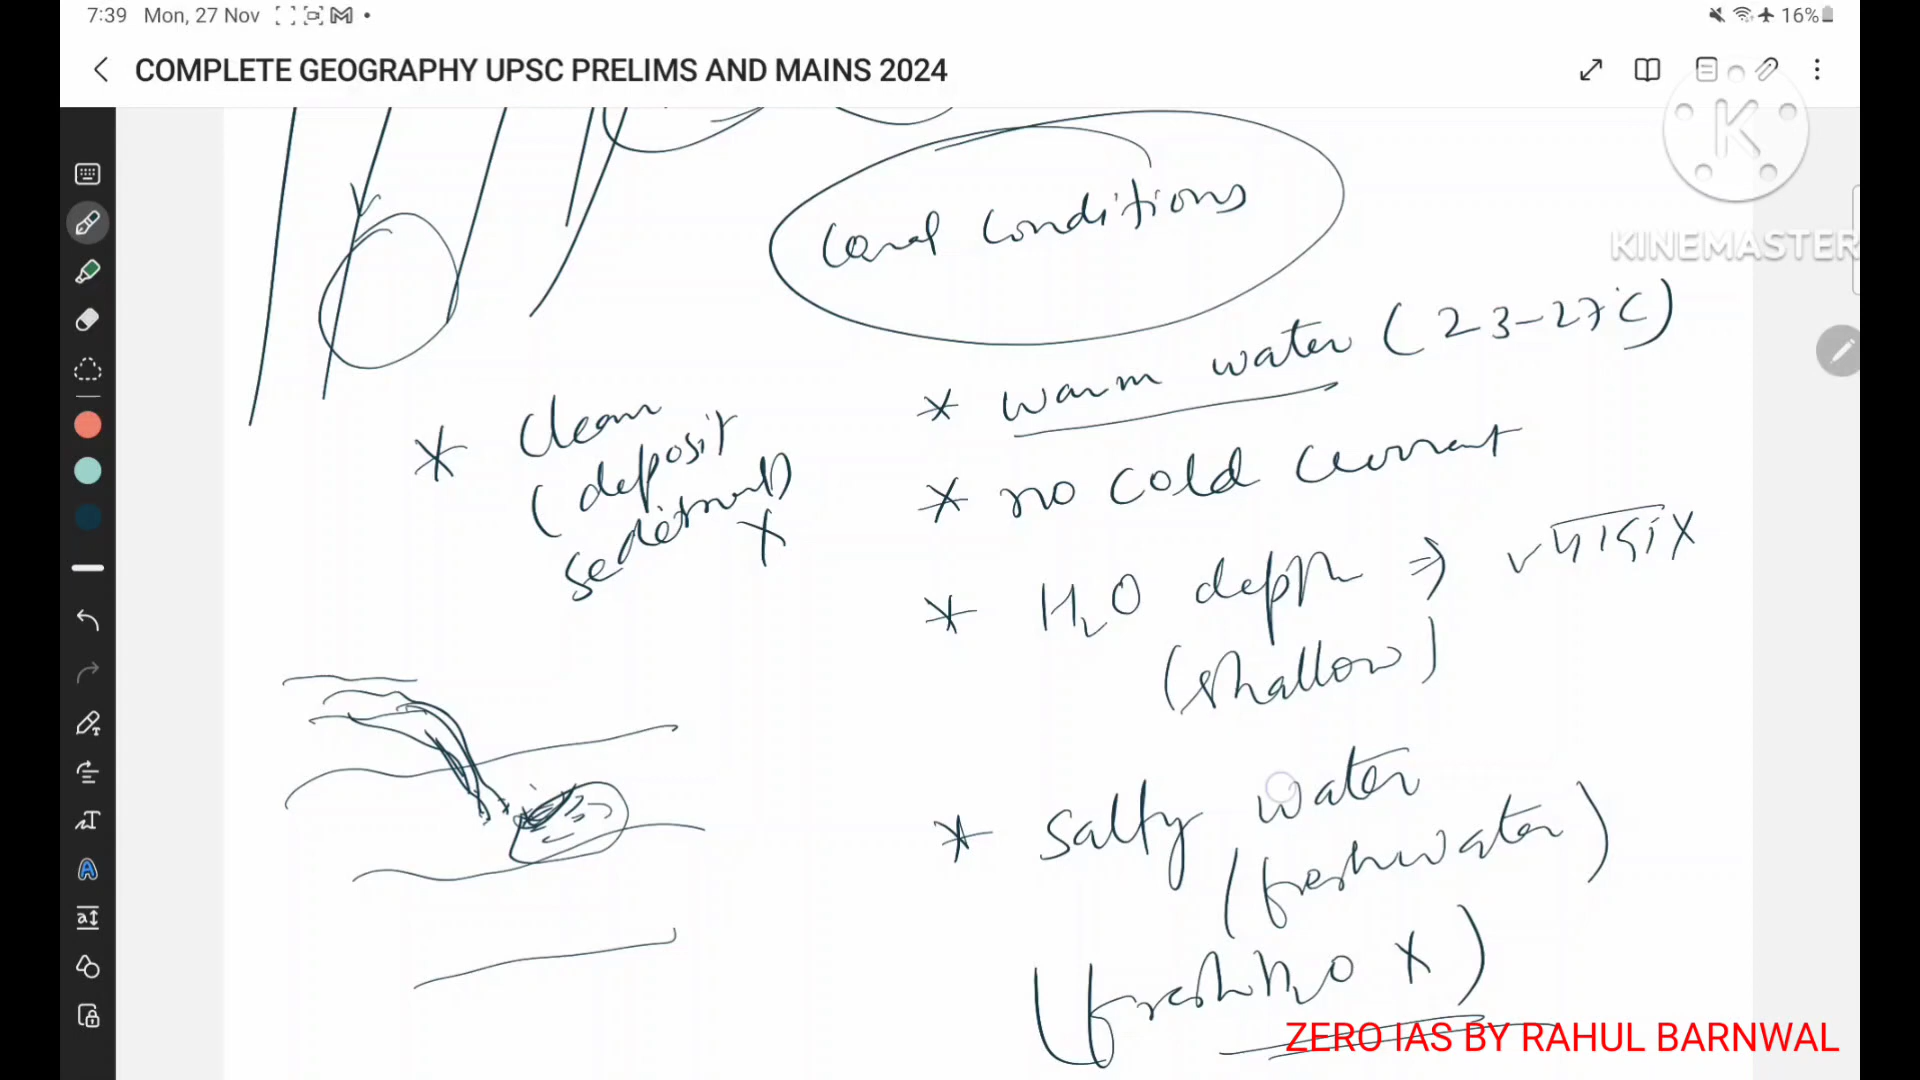 7:39 Mon, 27 Nov
16%
COMPLETE GEOGRAPHY UPSC PRELIMS AND MAINS 2024
K
KINEMASTER
Coral Conditions
* warm water (23-27°C)
* no cold current
* H₂O depth ⇒
(shallow)
* Salty water
(freshwater)
(fresh H₂O X)
* Clean
(deposit
sediment)
X
ZERO IAS BY RAHUL BARNWAL